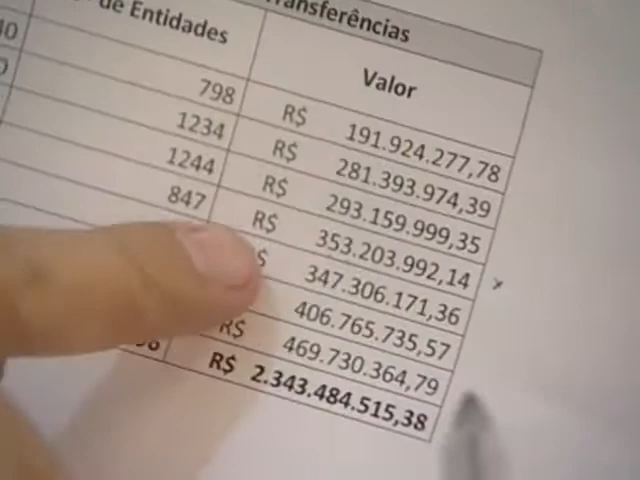 Transferências
de Entidades
Valor
798 R$ 191.924.277,78
1234 R$ 281.393.974,39
1244 R$ 293.159.999,35
847 R$ 353.203.992,14
$ 347.306.171,36
406.765.735,57
R$ 469.730.364,79
R$ 2.343.484.515,38